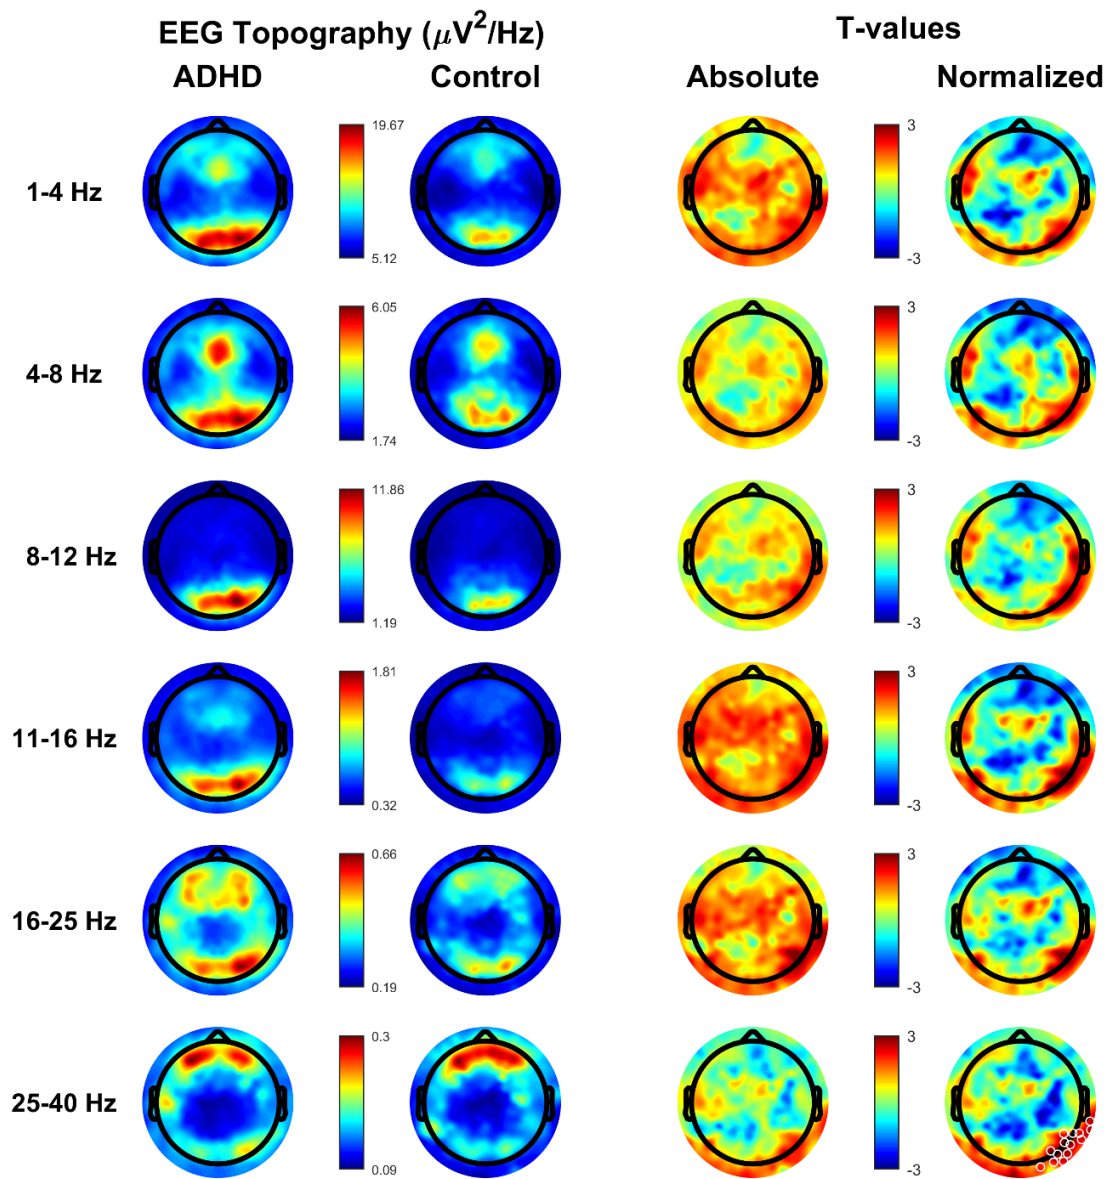 EEG Topography (μV²/Hz)
T-values
ADHD
Control
Absolute
Normalized
1-4 Hz
19.67
5.12
3
-3
4-8 Hz
6.05
1.74
3
-3
8-12 Hz
11.86
1.19
3
-3
11-16 Hz
1.81
0.32
3
-3
16-25 Hz
0.66
0.19
3
-3
25-40 Hz
0.3
0.09
3
-3